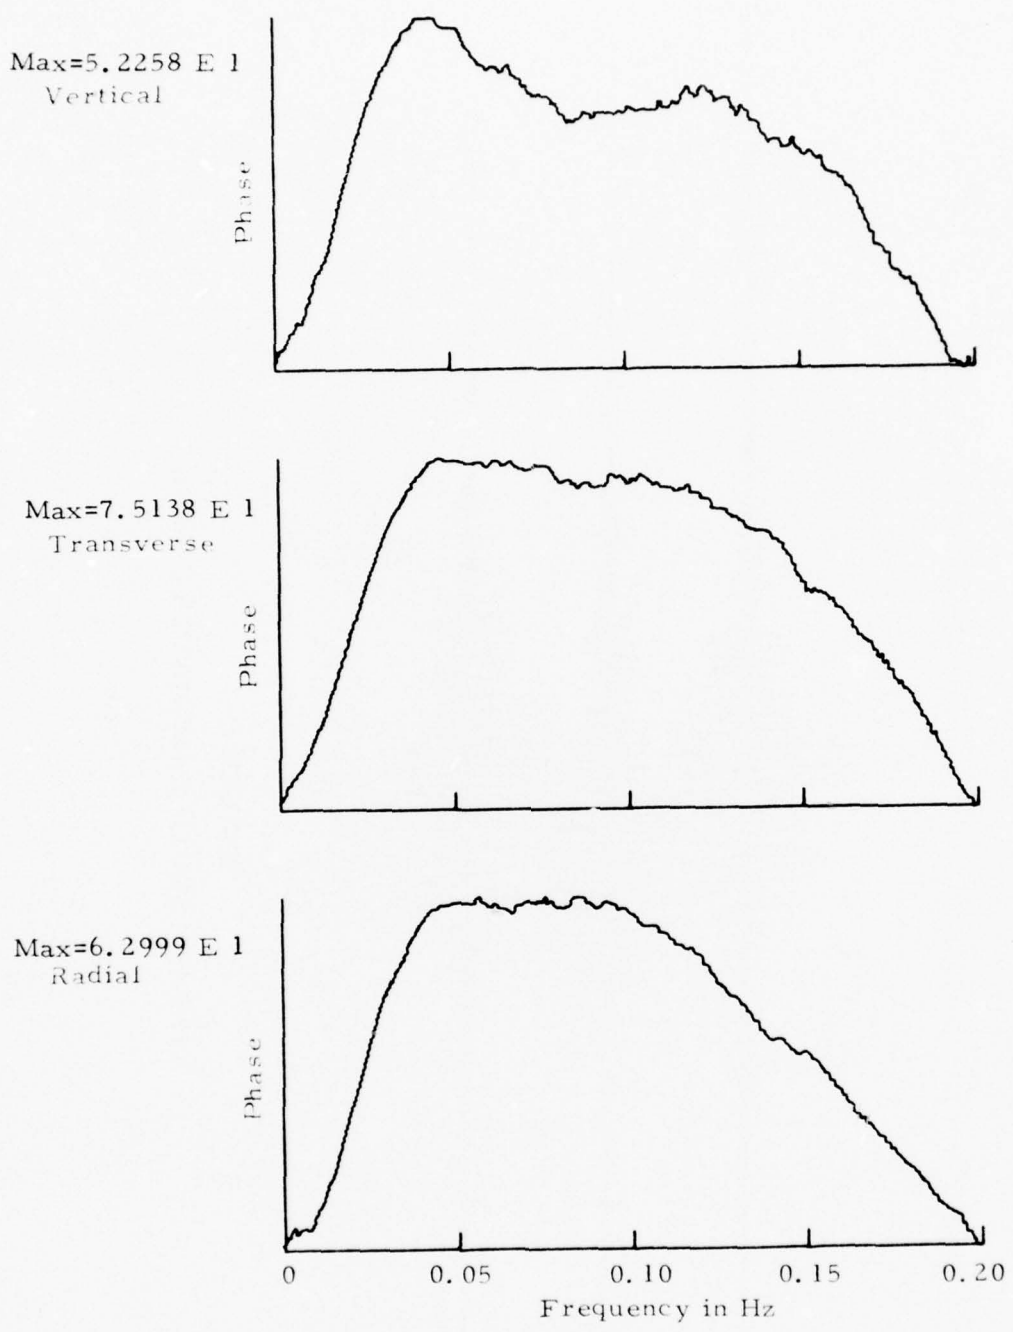 Max=5.2258 E 1
Vertical
Phase
Max=7.5138 E 1
Transverse
Phase
Max=6.2999 E 1
Radial
Phase
0 0.05 0.10 0.15 0.20
Frequency in Hz